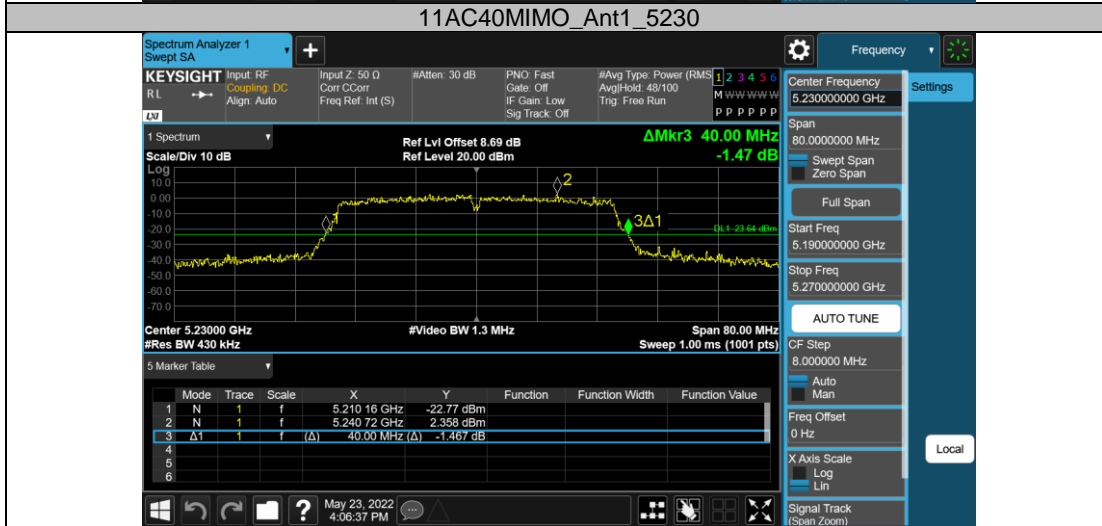 11AC40MIMO_Ant1_5230
Spectrum Analyzer 1
Swept SA
+
Frequency
KEYSIGHT Input: RF Input Z: 50 Ω #Atten: 30 dB PNO: Fast #Avg Type: Power (RMS 1 2 3 4 5 6
RL Coupling: DC Corr CCorr Gate: Off Avg|Hold: 48/100 M W W W W W
Align: Auto Freq Ref: Int (S) IF Gain: Low Trig: Free Run
LXI Sig Track: Off P P P P P P
Center Frequency
5.230000000 GHz
Settings
1 Spectrum
Ref Lvl Offset 8.69 dB ΔMkr3 40.00 MHz
Scale/Div 10 dB Ref Level 20.00 dBm -1.47 dB
Log
10.0
0.00
-10.0
-20.0
-30.0
-40.0
-50.0
-60.0
-70.0
1
2
3Δ1
DL1 -23.64 dBm
Center 5.23000 GHz #Video BW 1.3 MHz Span 80.00 MHz
#Res BW 430 kHz Sweep 1.00 ms (1001 pts)
Span
80.0000000 MHz
Swept Span
Zero Span
Full Span
Start Freq
5.190000000 GHz
Stop Freq
5.270000000 GHz
AUTO TUNE
CF Step
8.000000 MHz
Auto
Man
Freq Offset
0 Hz
X Axis Scale
Log
Lin
Signal Track
(Span Zoom)
Local
5 Marker Table
Mode Trace Scale X Y Function Function Width Function Value
1 N 1 f 5.210 16 GHz -22.77 dBm
2 N 1 f 5.240 72 GHz 2.358 dBm
3 Δ1 1 f (Δ) 40.00 MHz (Δ) -1.467 dB
4
5
6
?
May 23, 2022
4:06:37 PM